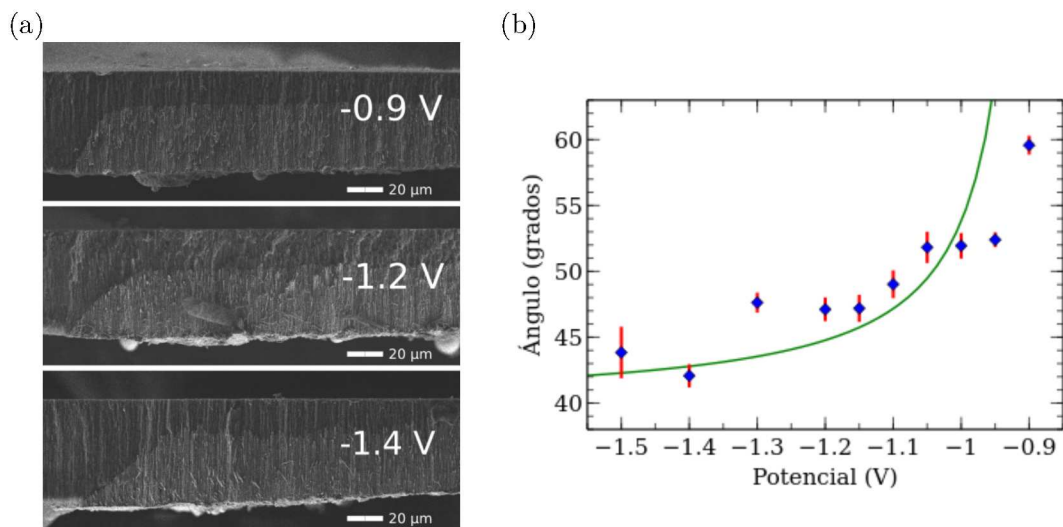 (a)
(b)
-0.9 V
20 µm
-1.2 V
20 µm
-1.4 V
20 µm
Ángulo (grados)
60
55
50
45
40
−1.5 −1.4 −1.3 −1.2 −1.1 −1 −0.9
Potencial (V)